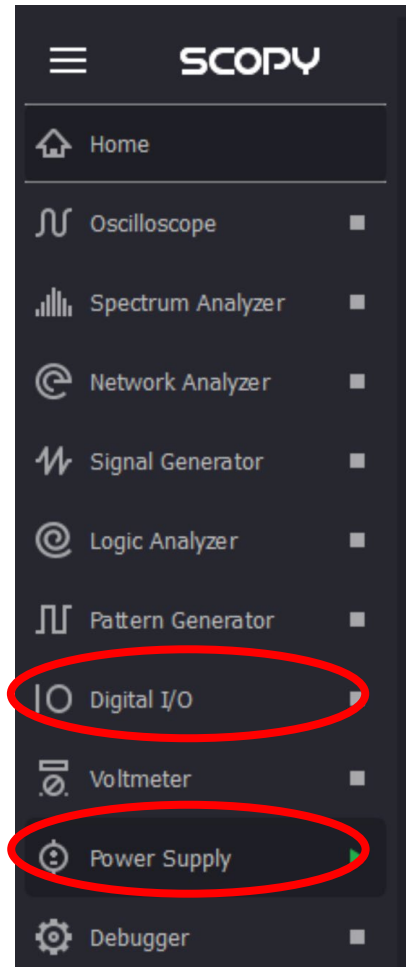 SCOPY
Home
Oscilloscope
Spectrum Analyzer
Network Analyzer
Signal Generator
Logic Analyzer
Pattern Generator
Digital I/O
Voltmeter
Power Supply
Debugger